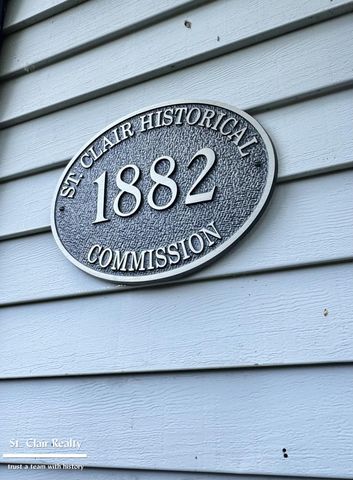 ST. CLAIR HISTORICAL
1882
COMMISSION
St. Clair Realty
trust a team with history